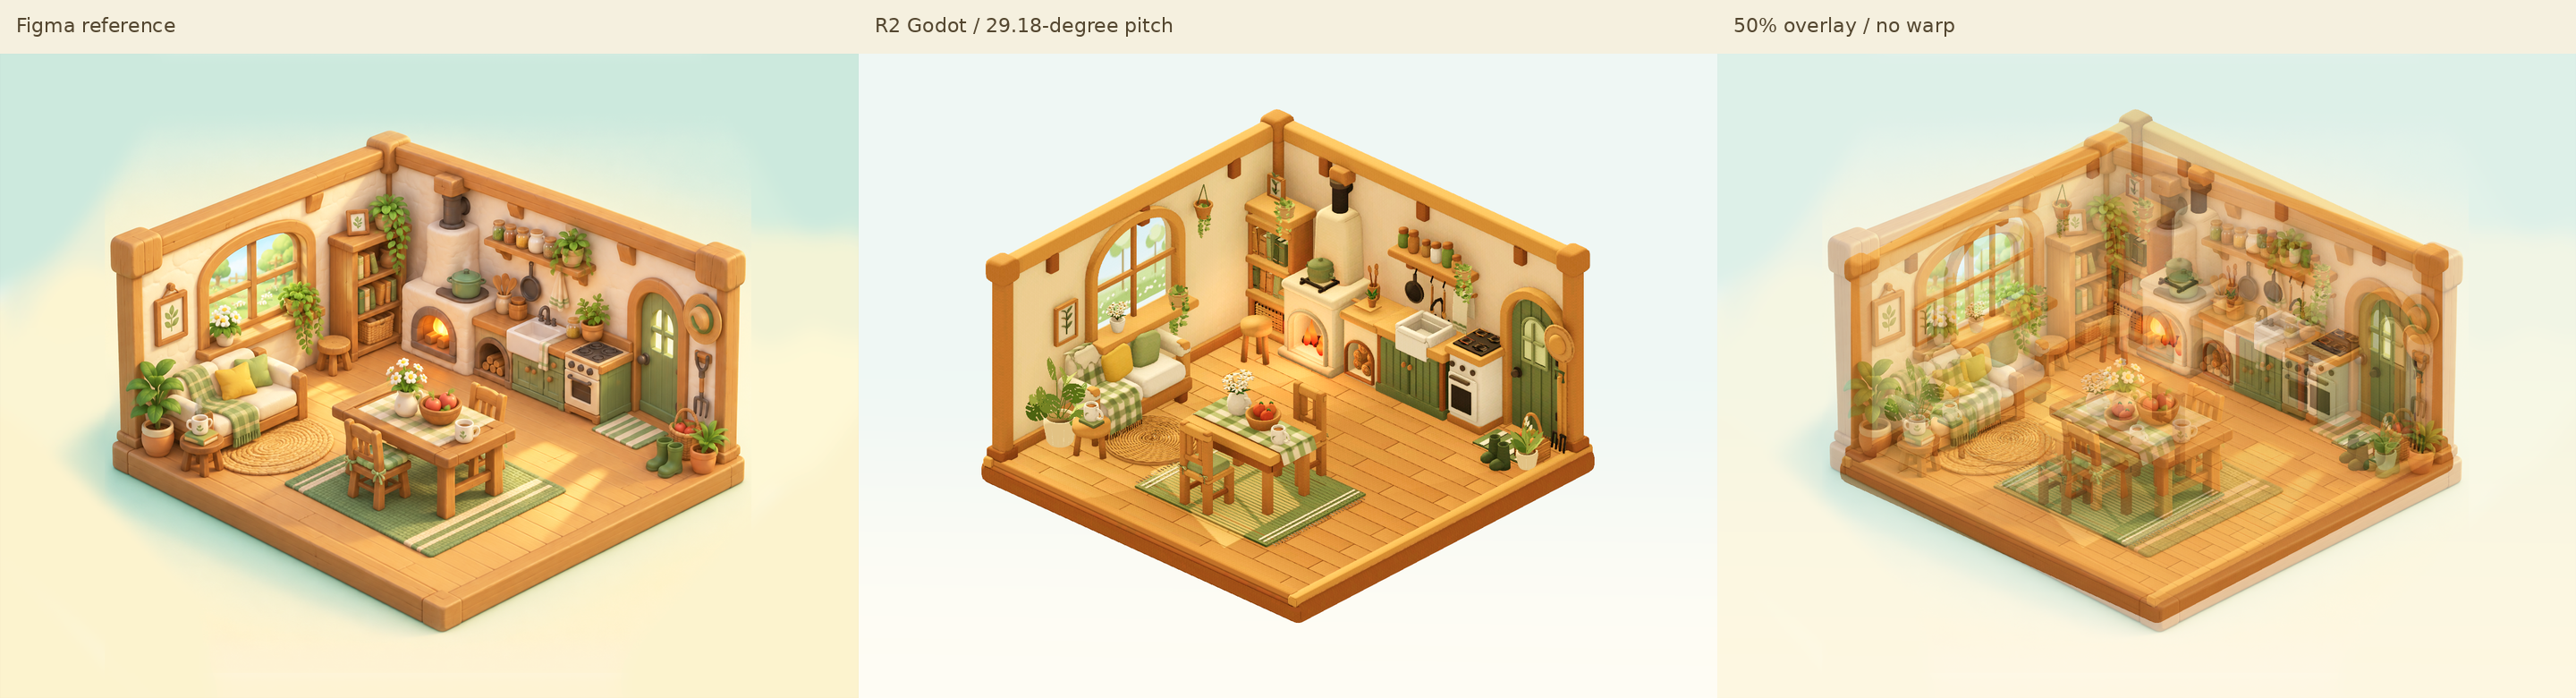 Figma reference
R2 Godot / 29.18-degree pitch
50% overlay / no warp